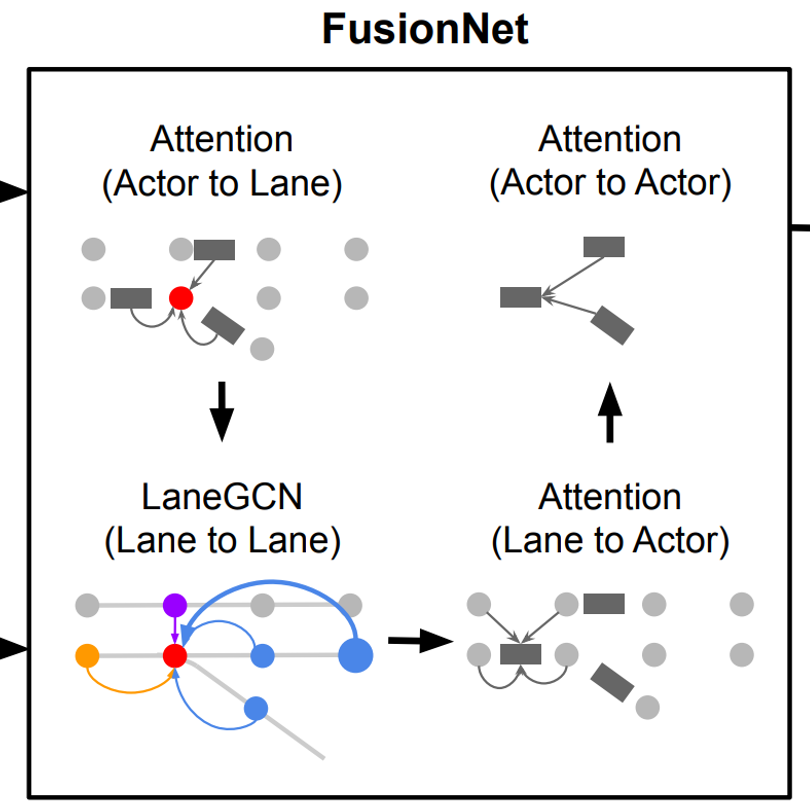 FusionNet
Attention
(Actor to Lane)
Attention
(Actor to Actor)
LaneGCN
(Lane to Lane)
Attention
(Lane to Actor)